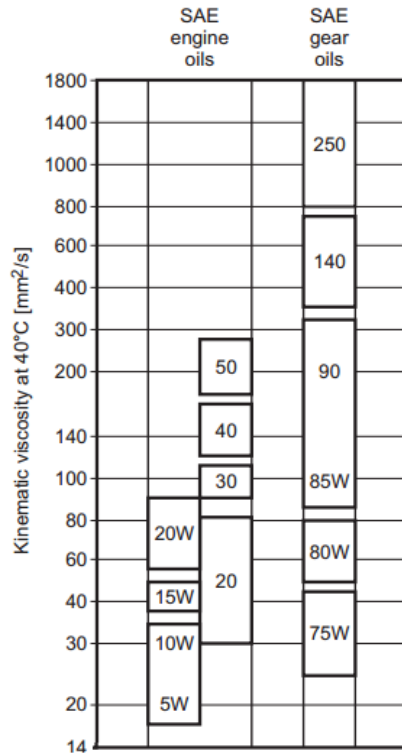 SAE
engine
oils
SAE
gear
oils
Kinematic viscosity at 40°C [mm²/s]
1800
1400
1000
800
600
400
300
200
140
100
80
60
40
30
20
14
250
140
50
90
40
30
85W
20W
80W
20
15W
10W
75W
5W